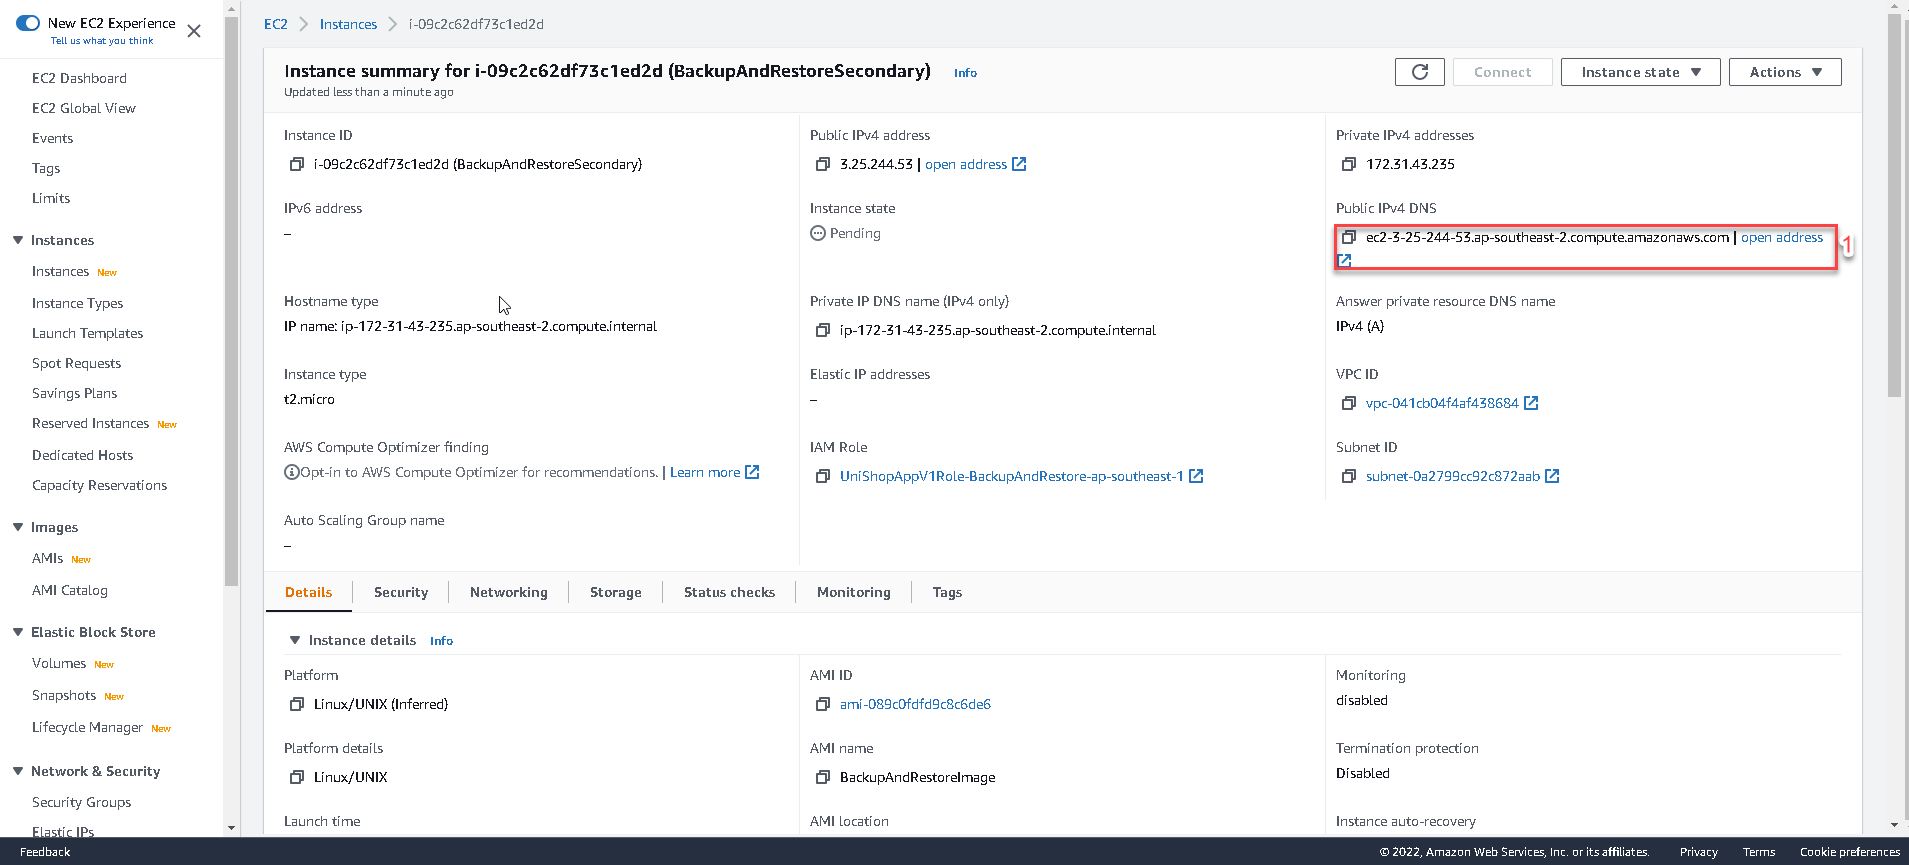 New EC2 Experience
Tell us what you think
EC2 Dashboard
EC2 Global View
Events
Tags
Limits
Instances
Instances New
Instance Types
Launch Templates
Spot Requests
Savings Plans
Reserved Instances New
Dedicated Hosts
Capacity Reservations
Images
AMIs New
AMI Catalog
Elastic Block Store
Volumes New
Snapshots New
Lifecycle Manager New
Network & Security
Security Groups
Elastic IPs
EC2 > Instances > i-09c2c62df73c1ed2d
Instance summary for i-09c2c62df73c1ed2d (BackupAndRestoreSecondary) Info
Updated less than a minute ago
Connect
Instance state
Actions
Instance ID
i-09c2c62df73c1ed2d (BackupAndRestoreSecondary)
Public IPv4 address
3.25.244.53 | open address
Private IPv4 addresses
172.31.43.235
IPv6 address
–
Instance state
Pending
Public IPv4 DNS
ec2-3-25-244-53.ap-southeast-2.compute.amazonaws.com | open address
1
Hostname type
IP name: ip-172-31-43-235.ap-southeast-2.compute.internal
Private IP DNS name (IPv4 only)
ip-172-31-43-235.ap-southeast-2.compute.internal
Answer private resource DNS name
IPv4 (A)
Instance type
t2.micro
Elastic IP addresses
–
VPC ID
vpc-041cb04f4af438684
AWS Compute Optimizer finding
Opt-in to AWS Compute Optimizer for recommendations. | Learn more
IAM Role
UniShopAppV1Role-BackupAndRestore-ap-southeast-1
Subnet ID
subnet-0a2799cc92c872aab
Auto Scaling Group name
–
Details
Security
Networking
Storage
Status checks
Monitoring
Tags
Instance details Info
Platform
Linux/UNIX (Inferred)
AMI ID
ami-089c0fdfd9c8c6de6
Monitoring
disabled
Platform details
Linux/UNIX
AMI name
BackupAndRestoreImage
Termination protection
Disabled
Launch time
AMI location
Instance auto-recovery
Feedback
© 2022, Amazon Web Services, Inc. or its affiliates. Privacy Terms Cookie preferences